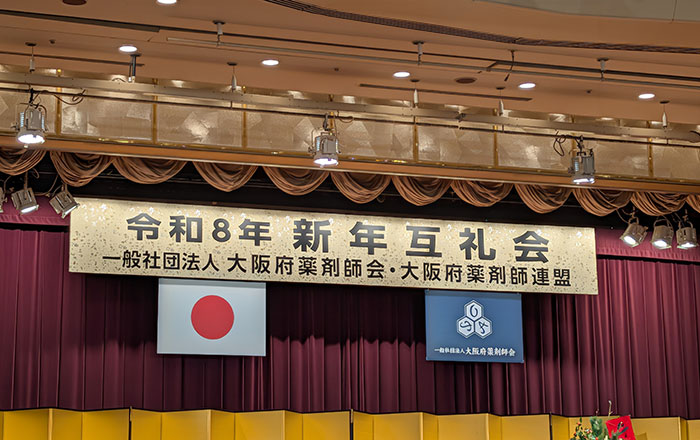 令和8年 新年互礼会
一般社団法人 大阪府薬剤師会・大阪府薬剤師連盟
一般社団法人 大阪府薬剤師会